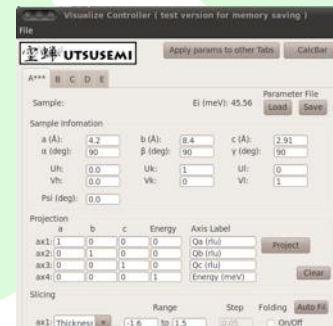 Visualize Controller ( test version for memory saving )
File
空蝉 UTSUSEMI Apply params to other Tabs CalcBar
A*** B C D E
Parameter File
Sample: Ei (meV): 45.56 Load Save
Sample Infomation
a (Å): 4.2 b (Å): 8.4 c (Å): 2.91
α (deg): 90 β (deg): 90 γ (deg): 90
Uh: 0.0 Uk: 1 Ul: 0
Vh: 0.0 Vk: 0 Vl: 1
Psi (deg): 0.0
Projection
a b c Energy Axis Label
ax1: 1 0 0 0 Qa (rlu) Project
ax2: 0 1 0 0 Qb (rlu)
ax3: 0 0 1 0 Qc (rlu)
ax4: 0 0 0 1 Energy (meV) Clear
Slicing
Range Step Folding Auto Fil
ax1: Thickness -1.6 to 1.5 0.05 On/Off